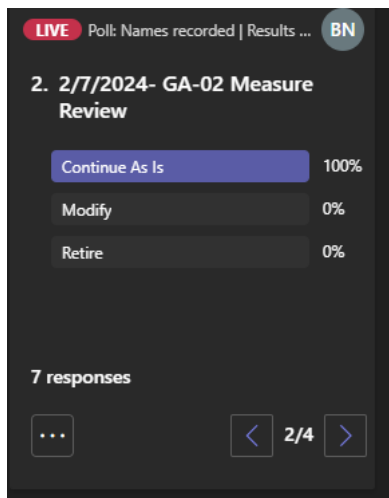 LIVE Poll: Names recorded | Results ... BN
2. 2/7/2024- GA-02 Measure
Review
Continue As Is 100%
Modify 0%
Retire 0%
7 responses
... 2/4